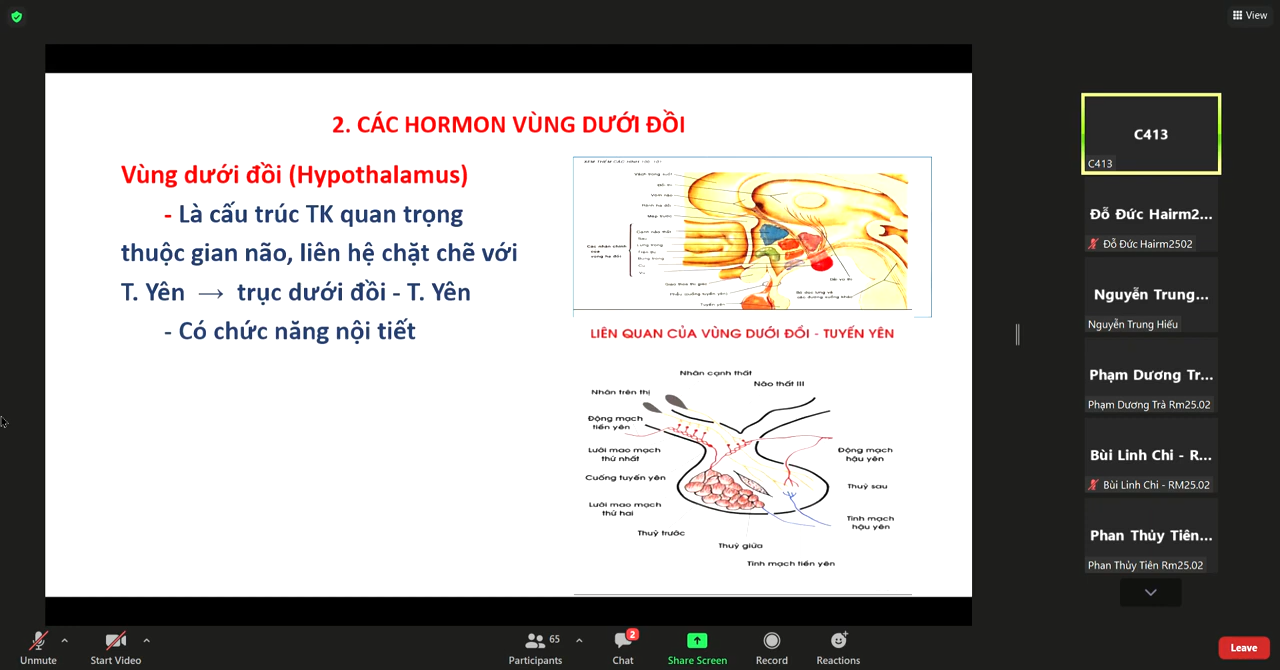 View
2. CÁC HORMON VÙNG DƯỚI ĐỒI
Vùng dưới đồi (Hypothalamus)
- Là cấu trúc TK quan trọng
thuộc gian não, liên hệ chặt chẽ với
T. Yên → trục dưới đồi - T. Yên
- Có chức năng nội tiết
LIÊN QUAN CỦA VÙNG DƯỚI ĐỒI - TUYẾN YÊN
Nhân cạnh thất
Não thất III
Nhân trên thị
Động mạch
tiền yên
Lưới mao mạch
thứ nhất
Cuống tuyến yên
Lưới mao mạch
thứ hai
Thuỳ trước
Thuỳ giữa
Tĩnh mạch tiền yên
Động mạch
hậu yên
Thuỳ sau
Tĩnh mạch
hậu yên
C413
C413
Đỗ Đức Hairm2...
Đỗ Đức Hairm2502
Nguyễn Trung...
Nguyễn Trung Hiếu
Phạm Dương Tr...
Phạm Dương Trà Rm25.02
Bùi Linh Chi - R...
Bùi Linh Chi - RM25.02
Phan Thủy Tiên...
Phan Thủy Tiên Rm25.02
Unmute
Start Video
65
Participants
2
Chat
Share Screen
Record
Reactions
Leave